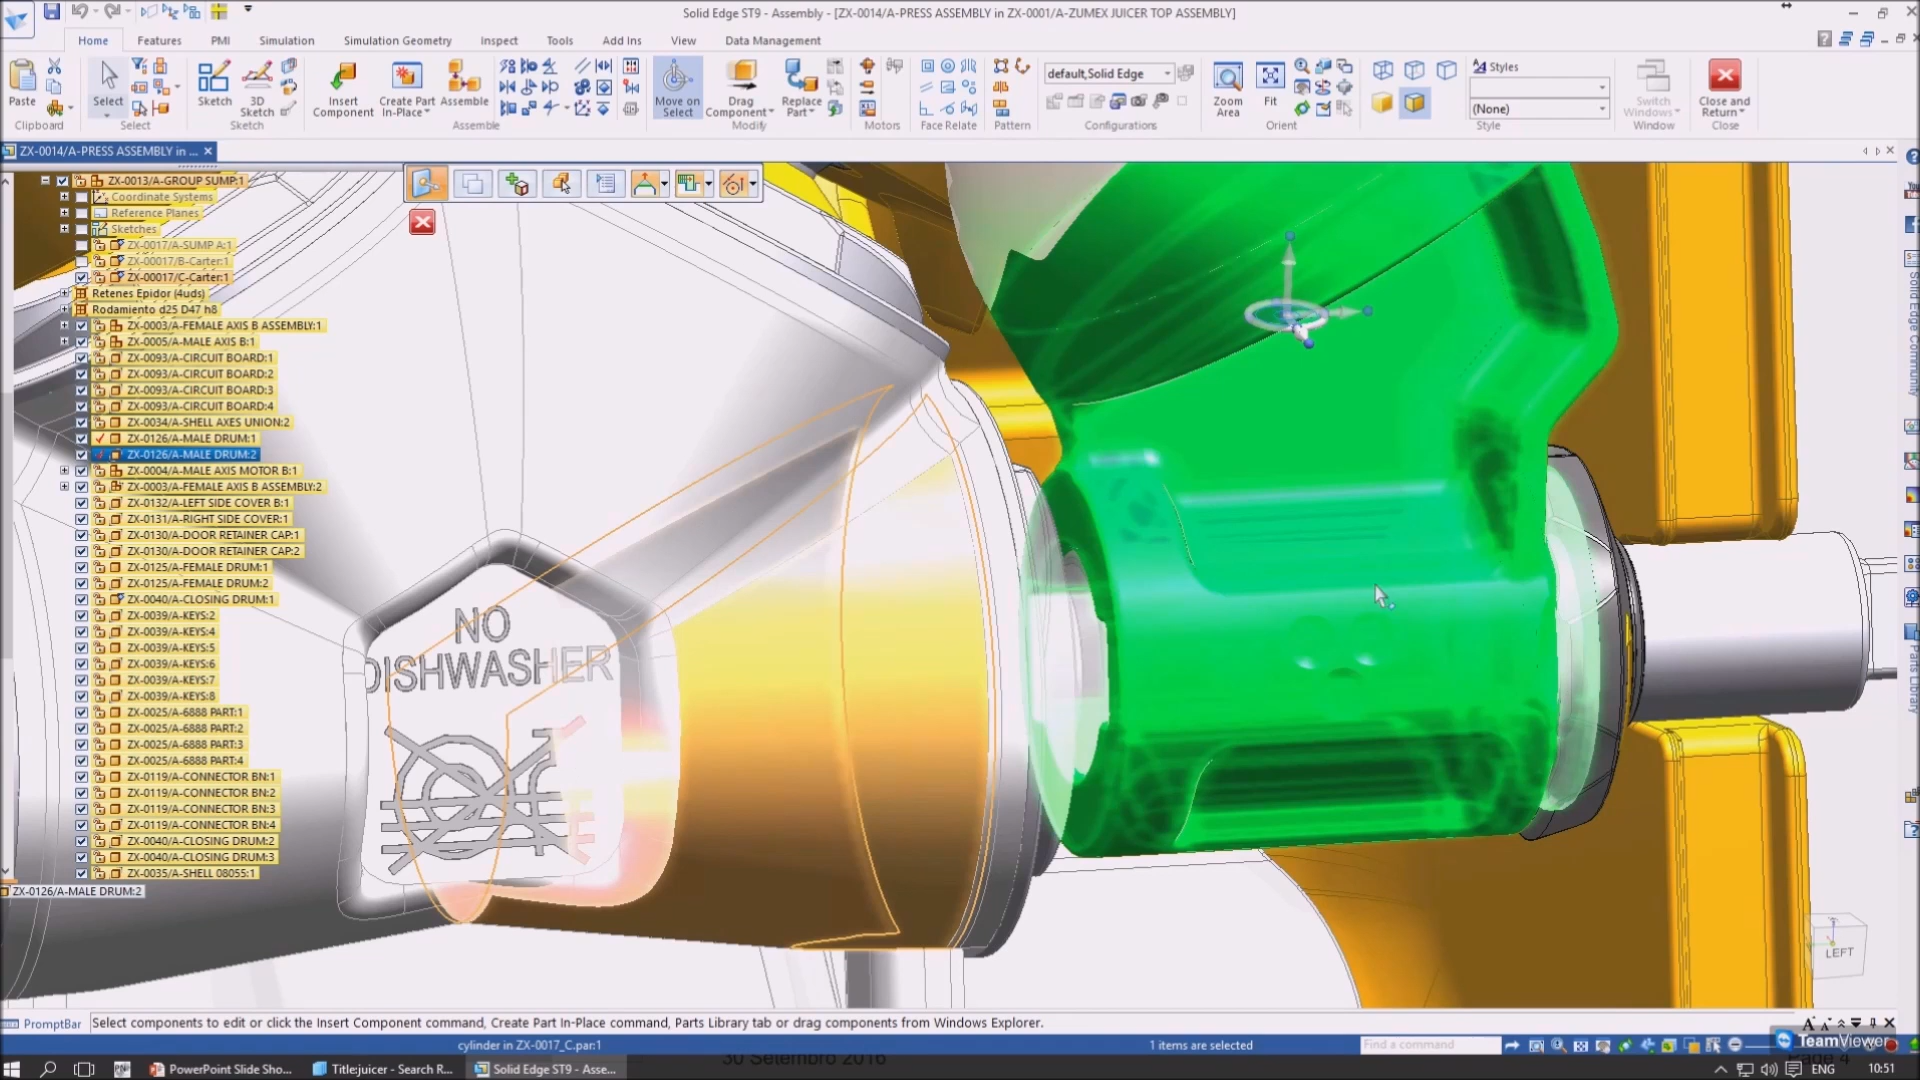 Solid Edge ST9 - Assembly - [ZX-0014/A-PRESS ASSEMBLY in ZX-0001/A-ZUMEX JUICER TOP ASSEMBLY]
Home Features PMI Simulation Simulation Geometry Inspect Tools Add Ins View Data Management
default,Solid Edge
Styles
(None)
Paste
Select
Sketch
3D
Sketch
Insert
Component
Create Part
In-Place
Assemble
Move on
Select
Drag
Component
Replace
Part
Zoom
Area
Fit
Switch
Windows
Close and
Return
Clipboard Select Sketch Assemble Modify Motors Face Relate Pattern Configurations Orient Style Window Close
ZX-0014/A-PRESS ASSEMBLY in ...
ZX-0013/A-GROUP SUMP:1
Coordinate Systems
Reference Planes
Sketches
ZX-0017/A-SUMP A:1
ZX-00017/B-Carter:1
ZX-00017/C-Carter:1
Retenes Epidor (4uds)
Rodamiento d25 D47 h8
ZX-0003/A-FEMALE AXIS B ASSEMBLY:1
ZX-0005/A-MALE AXIS B:1
ZX-0093/A-CIRCUIT BOARD:1
ZX-0093/A-CIRCUIT BOARD:2
ZX-0093/A-CIRCUIT BOARD:3
ZX-0093/A-CIRCUIT BOARD:4
ZX-0034/A-SHELL AXES UNION:2
ZX-0126/A-MALE DRUM:1
ZX-0126/A-MALE DRUM:2
ZX-0004/A-MALE AXIS MOTOR B:1
ZX-0003/A-FEMALE AXIS B ASSEMBLY:2
ZX-0132/A-LEFT SIDE COVER B:1
ZX-0131/A-RIGHT SIDE COVER:1
ZX-0130/A-DOOR RETAINER CAP:1
ZX-0130/A-DOOR RETAINER CAP:2
ZX-0125/A-FEMALE DRUM:1
ZX-0125/A-FEMALE DRUM:2
ZX-0040/A-CLOSING DRUM:1
ZX-0039/A-KEYS:2
ZX-0039/A-KEYS:4
ZX-0039/A-KEYS:5
ZX-0039/A-KEYS:6
ZX-0039/A-KEYS:7
ZX-0039/A-KEYS:8
ZX-0025/A-6888 PART:1
ZX-0025/A-6888 PART:2
ZX-0025/A-6888 PART:3
ZX-0025/A-6888 PART:4
ZX-0119/A-CONNECTOR BN:1
ZX-0119/A-CONNECTOR BN:2
ZX-0119/A-CONNECTOR BN:3
ZX-0119/A-CONNECTOR BN:4
ZX-0040/A-CLOSING DRUM:2
ZX-0040/A-CLOSING DRUM:3
ZX-0035/A-SHELL 08055:1
ZX-0126/A-MALE DRUM:2
NO
DISHWASHER
Solid Edge Community
Parts Library
LEFT
PromptBar
Select components to edit or click the Insert Component command, Create Part In-Place command, Parts Library tab or drag components from Windows Explorer.
cylinder in ZX-0017_C.par:1
1 items are selected
Find a command
TeamViewer
30 Setembro 2016
Page 4
PowerPoint Slide Sho...
Title:juicer - Search R...
Solid Edge ST9 - Asse...
ENG
10:51